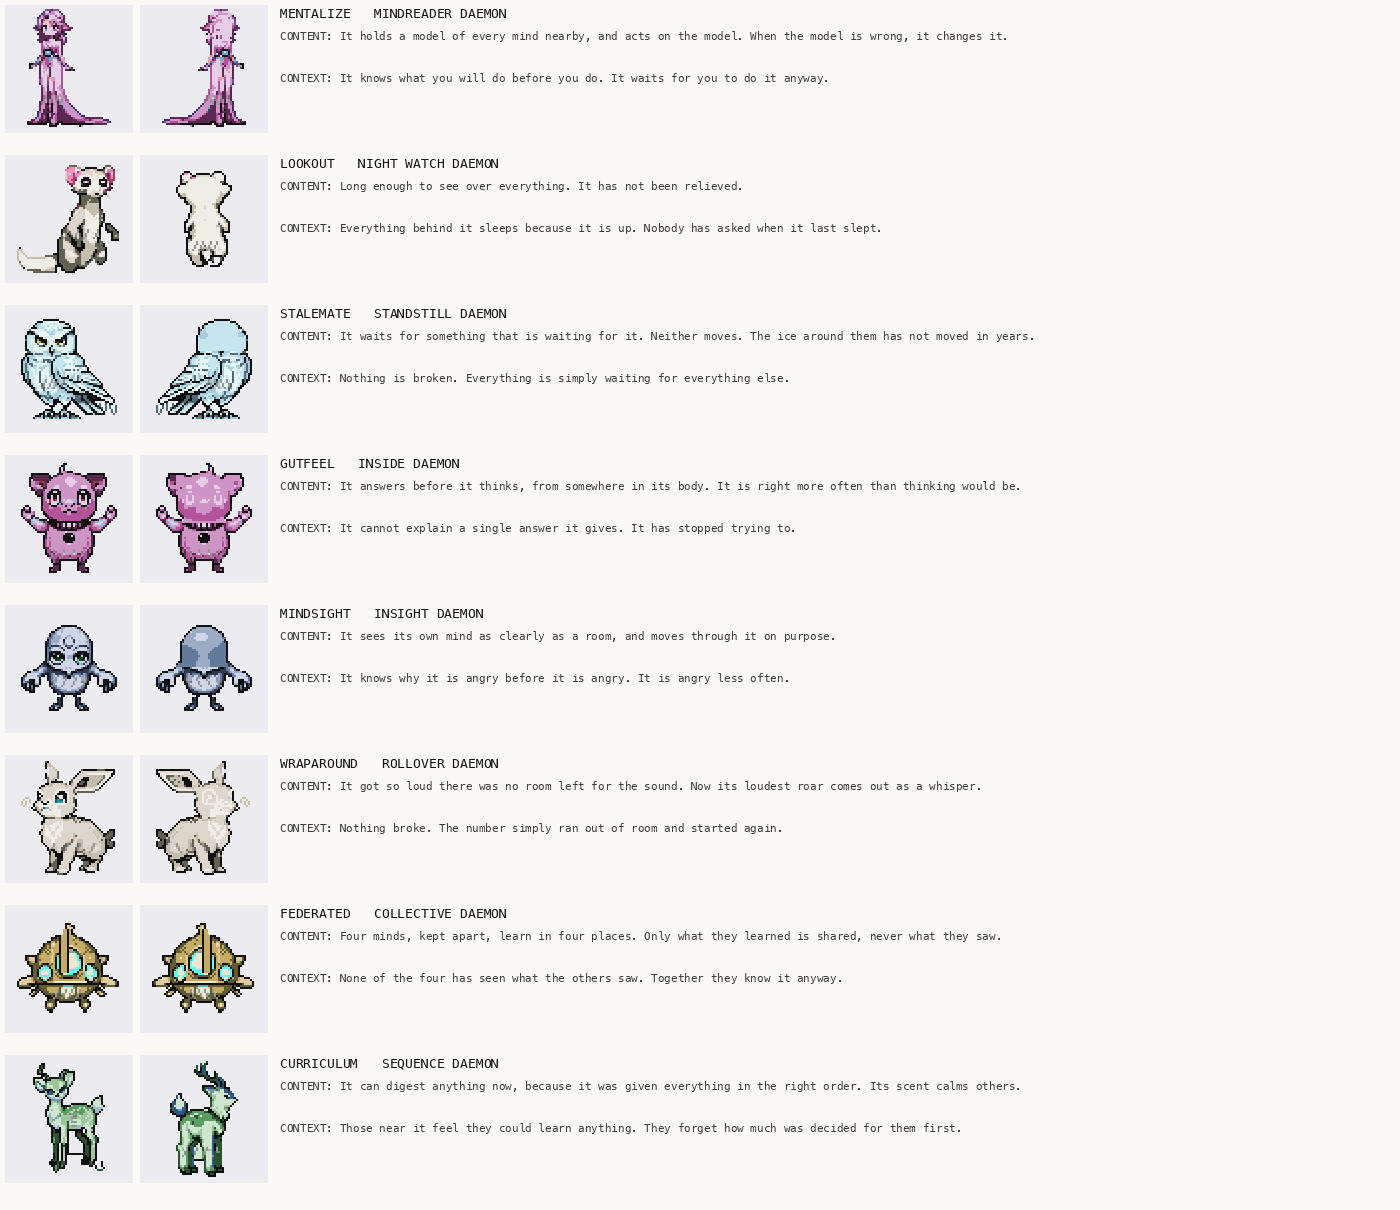 MENTALIZE   MINDREADER DAEMON
CONTENT: It holds a model of every mind nearby, and acts on the model. When the model is wrong, it changes it.
CONTEXT: It knows what you will do before you do. It waits for you to do it anyway.
LOOKOUT   NIGHT WATCH DAEMON
CONTENT: Long enough to see over everything. It has not been relieved.
CONTEXT: Everything behind it sleeps because it is up. Nobody has asked when it last slept.
STALEMATE   STANDSTILL DAEMON
CONTENT: It waits for something that is waiting for it. Neither moves. The ice around them has not moved in years.
CONTEXT: Nothing is broken. Everything is simply waiting for everything else.
GUTFEEL   INSIDE DAEMON
CONTENT: It answers before it thinks, from somewhere in its body. It is right more often than thinking would be.
CONTEXT: It cannot explain a single answer it gives. It has stopped trying to.
MINDSIGHT   INSIGHT DAEMON
CONTENT: It sees its own mind as clearly as a room, and moves through it on purpose.
CONTEXT: It knows why it is angry before it is angry. It is angry less often.
WRAPAROUND   ROLLOVER DAEMON
CONTENT: It got so loud there was no room left for the sound. Now its loudest roar comes out as a whisper.
CONTEXT: Nothing broke. The number simply ran out of room and started again.
FEDERATED   COLLECTIVE DAEMON
CONTENT: Four minds, kept apart, learn in four places. Only what they learned is shared, never what they saw.
CONTEXT: None of the four has seen what the others saw. Together they know it anyway.
CURRICULUM   SEQUENCE DAEMON
CONTENT: It can digest anything now, because it was given everything in the right order. Its scent calms others.
CONTEXT: Those near it feel they could learn anything. They forget how much was decided for them first.